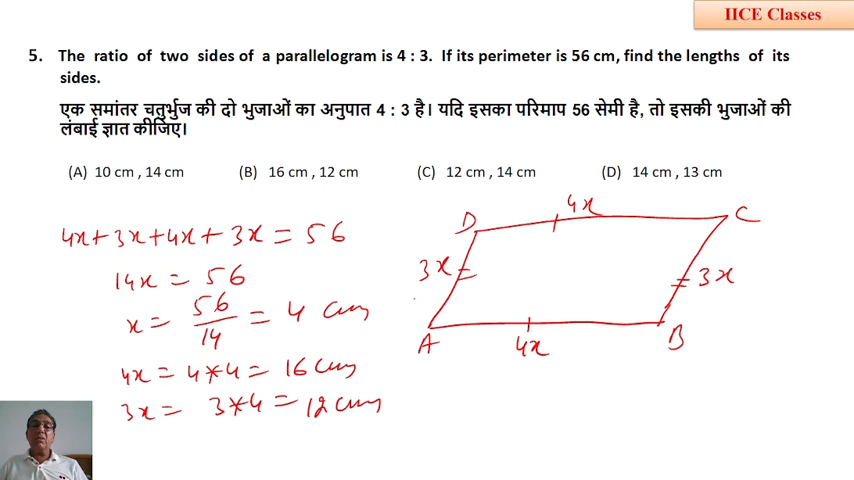 IICE Classes
5. The ratio of two sides of a parallelogram is 4 : 3. If its perimeter is 56 cm, find the lengths of its
sides.
एक समांतर चतुर्भुज की दो भुजाओं का अनुपात 4 : 3 है। यदि इसका परिमाप 56 सेमी है, तो इसकी भुजाओं की
लंबाई ज्ञात कीजिए।
(A) 10 cm , 14 cm (B) 16 cm , 12 cm (C) 12 cm , 14 cm (D) 14 cm , 13 cm
4x + 3x + 4x + 3x = 56
14x = 56
x = 56/14 = 4 cm
4x = 4*4 = 16 cm
3x = 3*4 = 12 cm
D 4x C
3x 3x
A 4x B